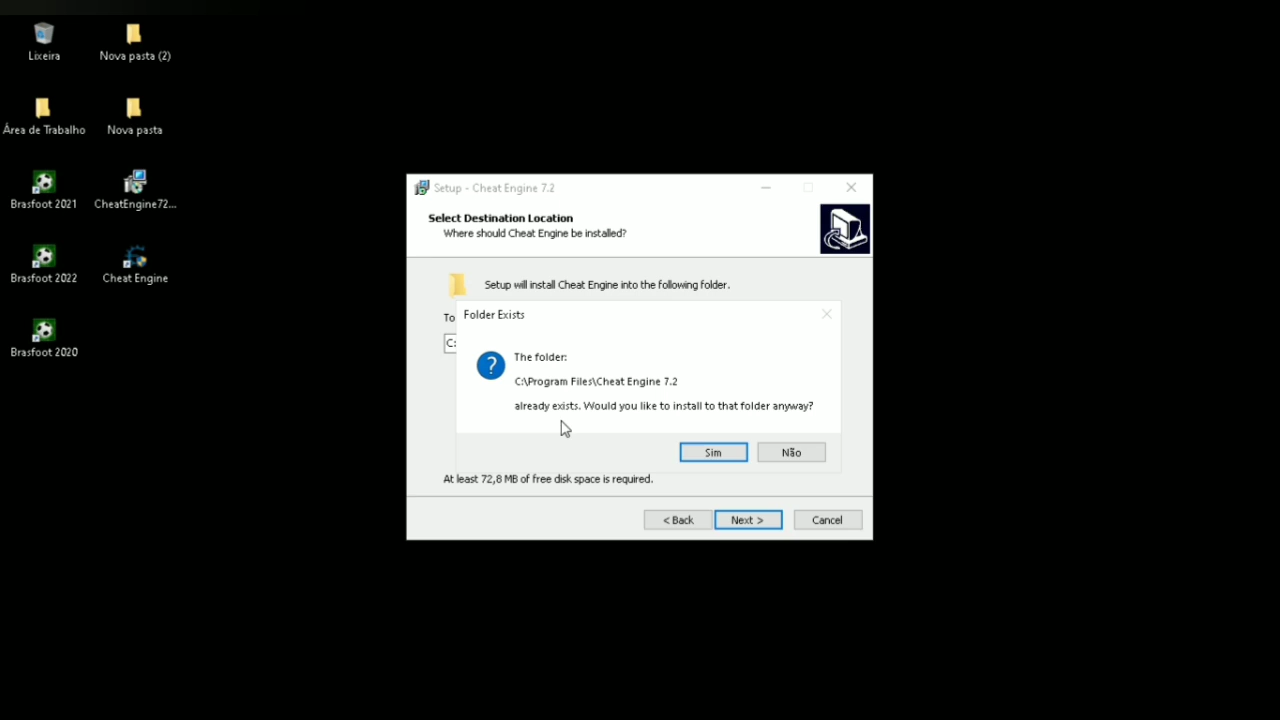 Lixeira
Nova pasta (2)
Área de Trabalho
Nova pasta
Brasfoot 2021
CheatEngine72...
Brasfoot 2022
Cheat Engine
Brasfoot 2020
Setup - Cheat Engine 7.2
Select Destination Location
Where should Cheat Engine be installed?
Setup will install Cheat Engine into the following folder.
To
C:
Folder Exists
The folder:
C:\Program Files\Cheat Engine 7.2
already exists. Would you like to install to that folder anyway?
Sim
Não
At least 72,8 MB of free disk space is required.
< Back
Next >
Cancel